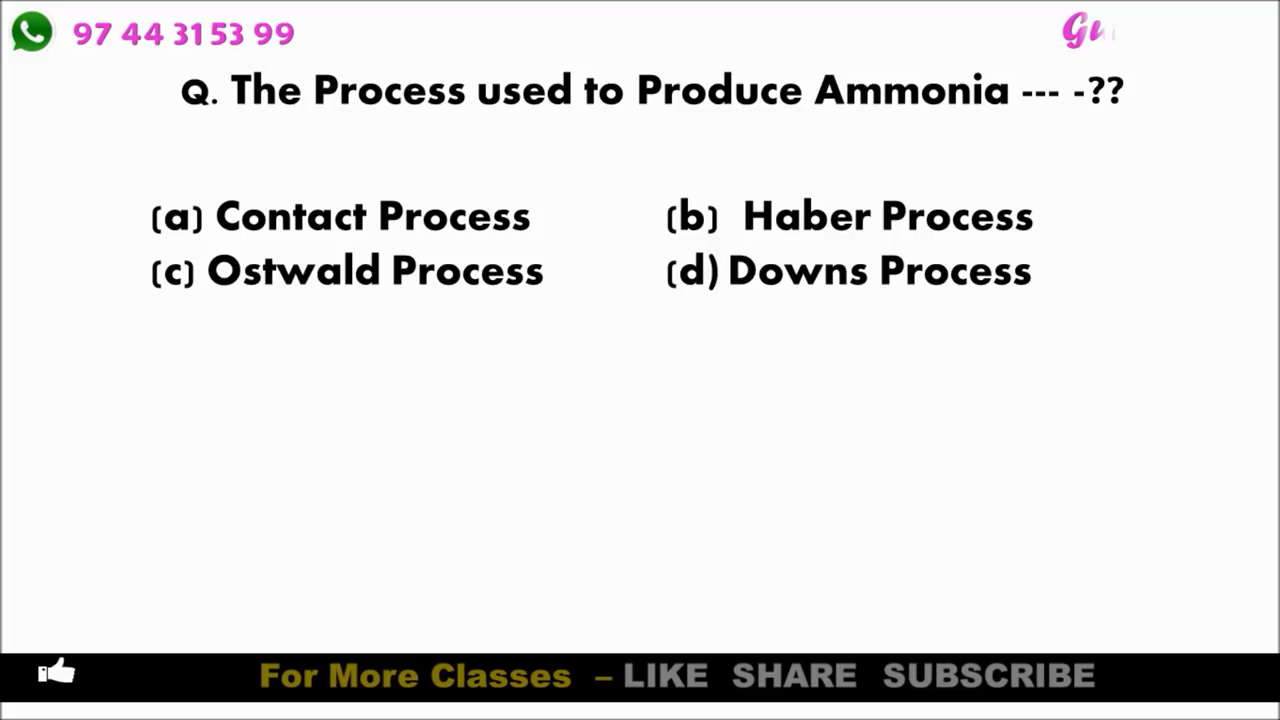 97 44 3153 99
Q. The Process used to Produce Ammonia --- -??
(a) Contact Process
(b) Haber Process
(c) Ostwald Process
(d) Downs Process
For More Classes – LIKE SHARE SUBSCRIBE